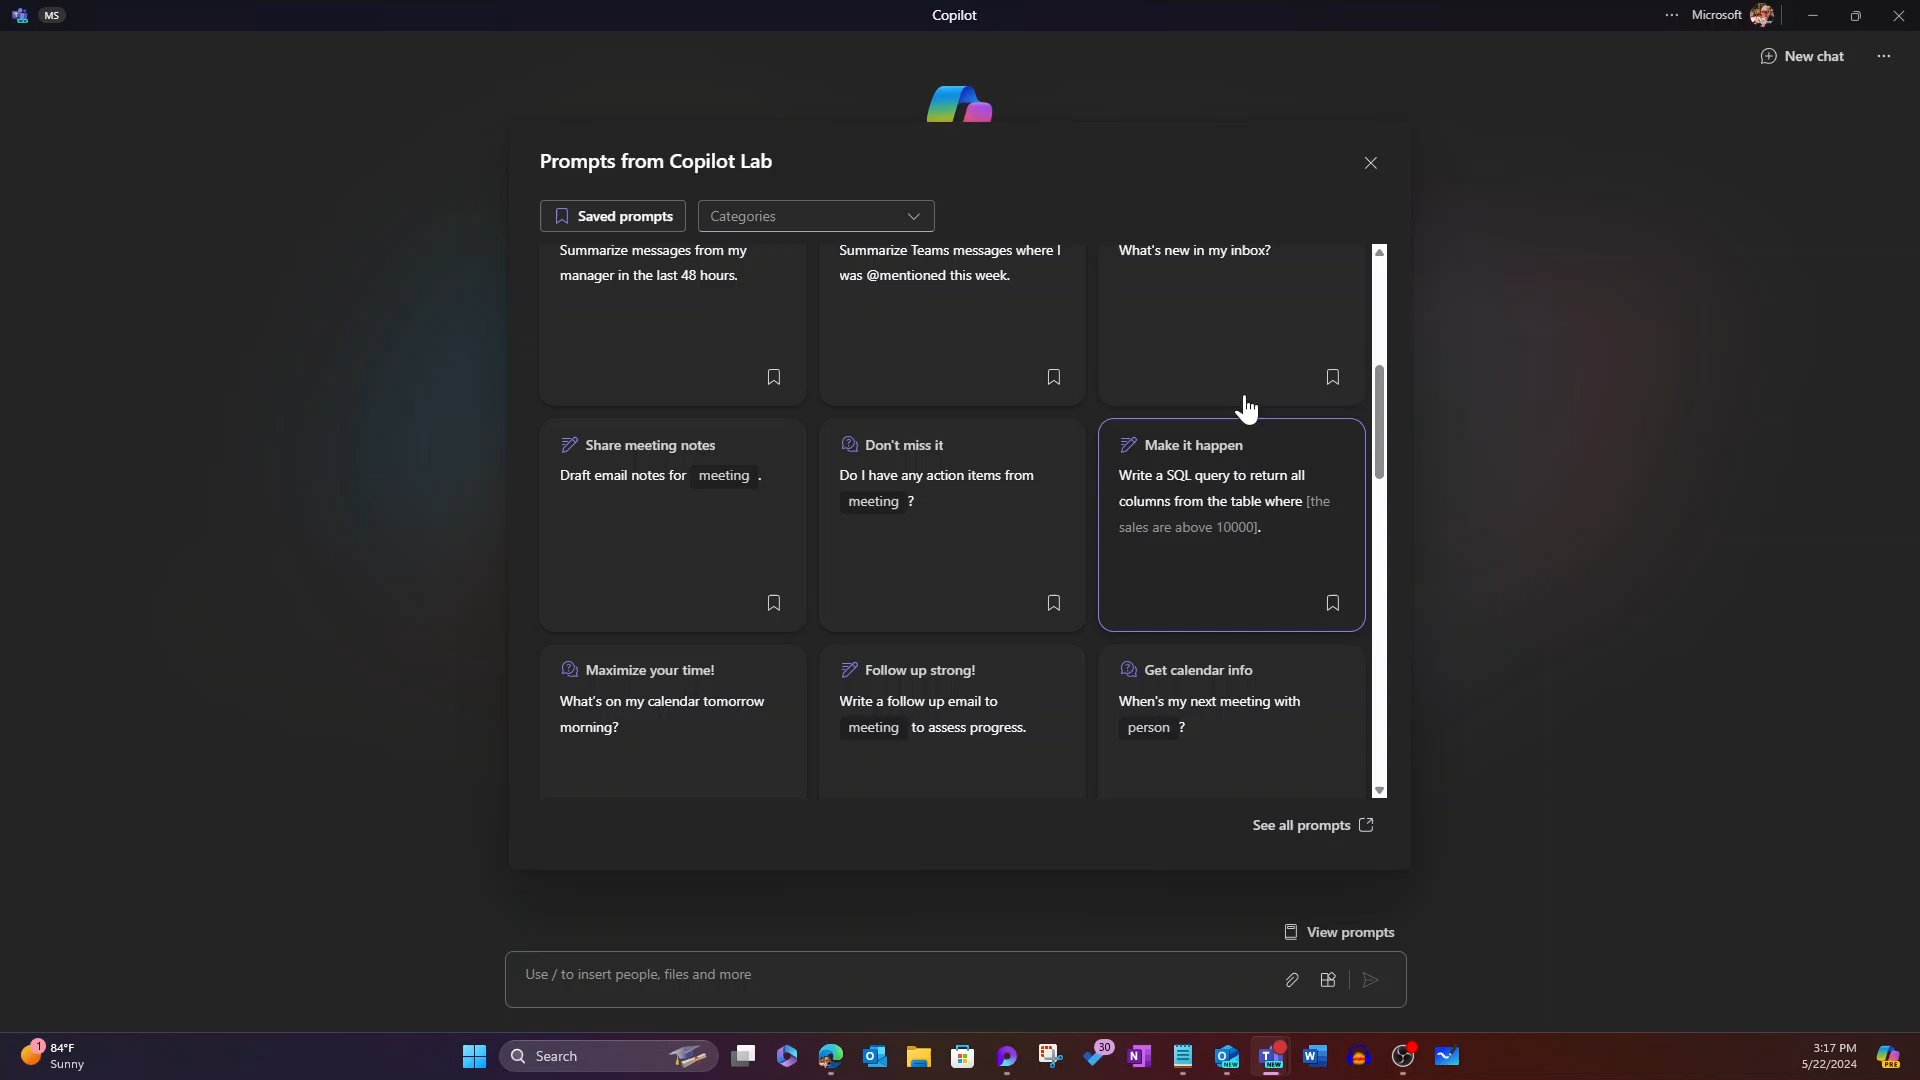 MS
Copilot
Microsoft
New chat
Prompts from Copilot Lab
Saved prompts
Categories
Summarize messages from my
manager in the last 48 hours.
Summarize Teams messages where I
was @mentioned this week.
What's new in my inbox?
Share meeting notes
Draft email notes for meeting .
Don't miss it
Do I have any action items from
meeting ?
Make it happen
Write a SQL query to return all
columns from the table where [the
sales are above 10000].
Maximize your time!
What's on my calendar tomorrow
morning?
Follow up strong!
Write a follow up email to
meeting to assess progress.
Get calendar info
When's my next meeting with
person ?
See all prompts
View prompts
Use / to insert people, files and more
1
84°F
Sunny
Search
30
NEW
NEW
3:17 PM
5/22/2024
PRE